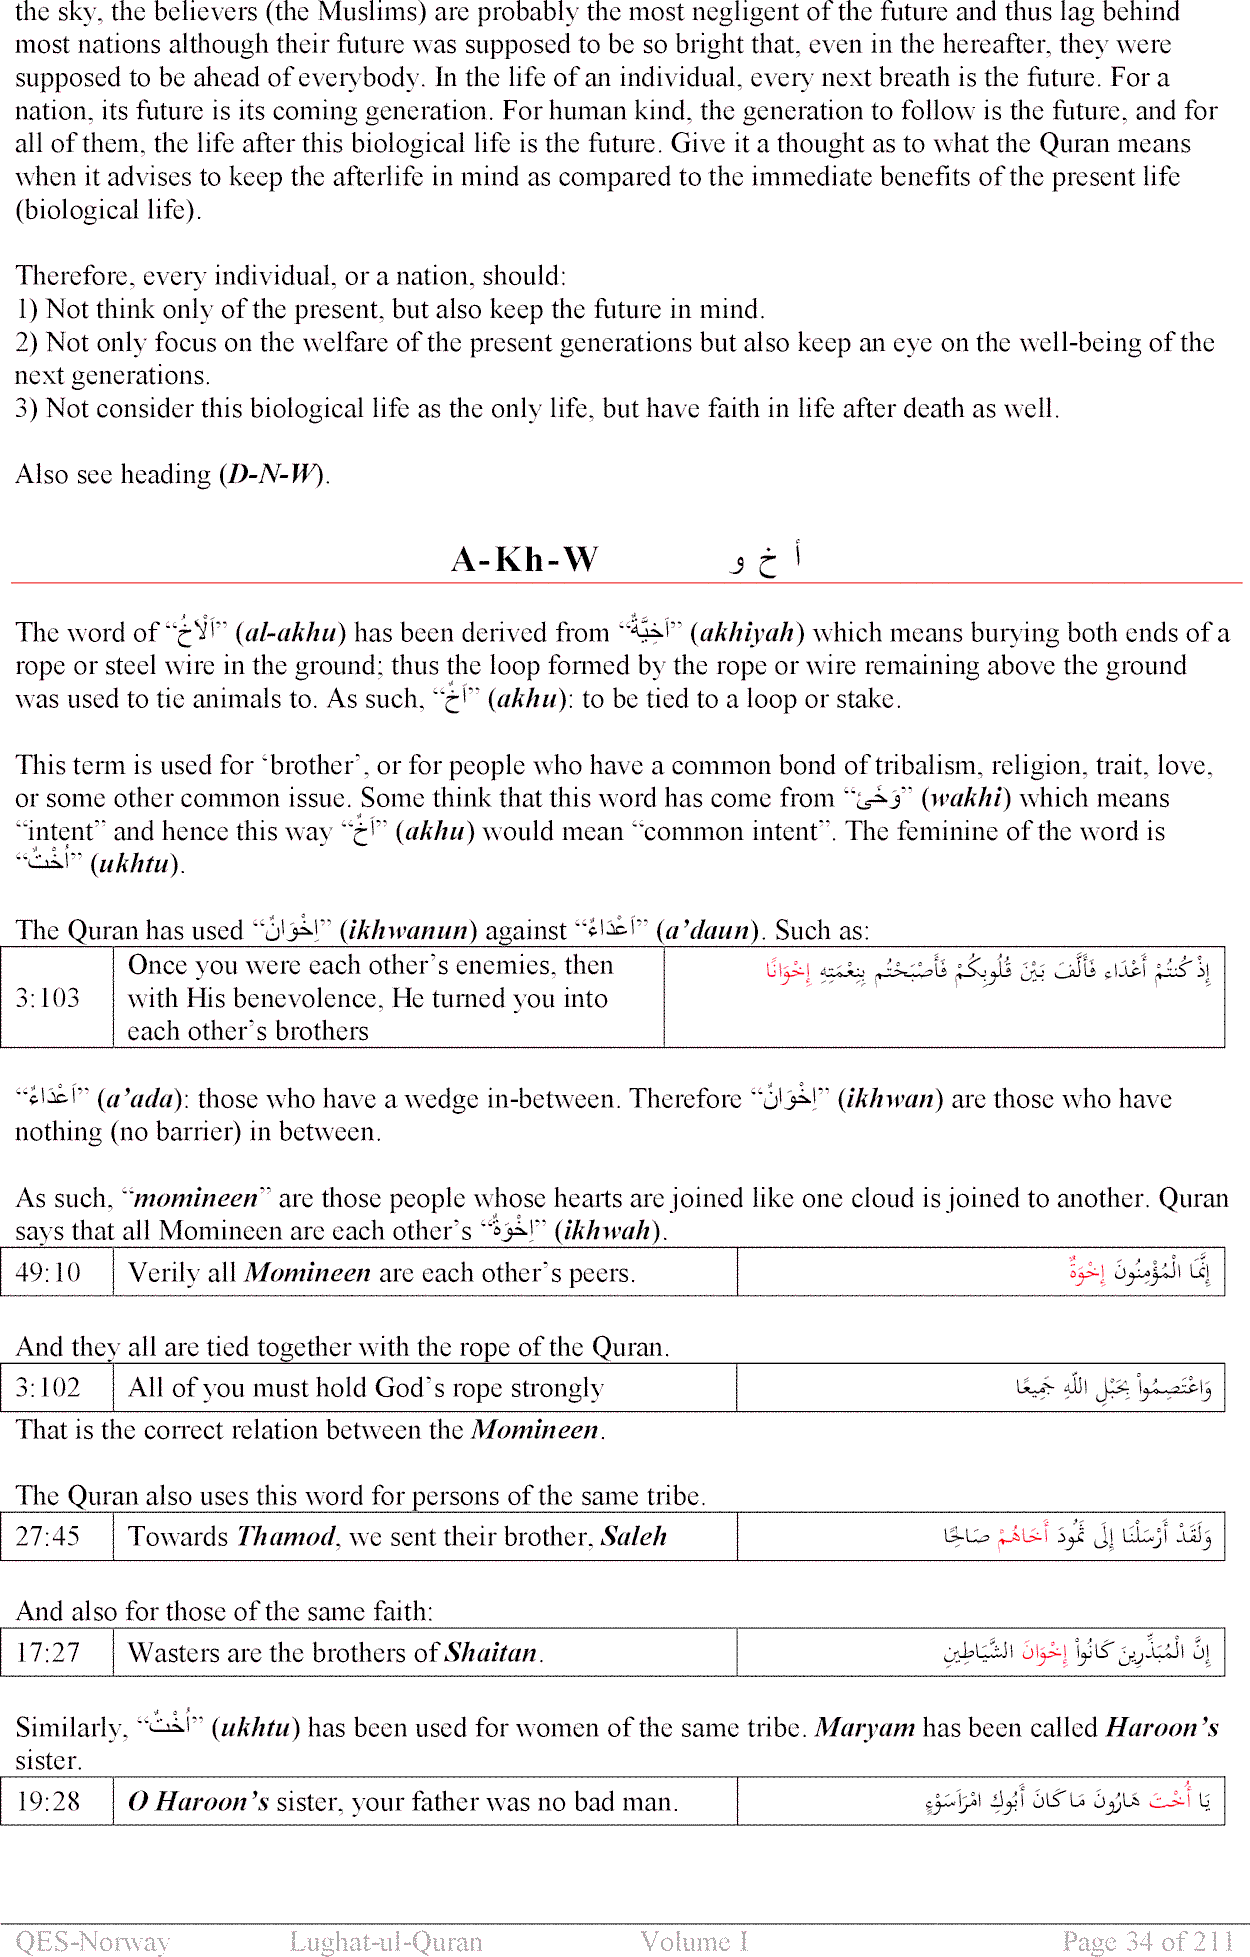 the sky, the believers (the Muslims) are probably the most negligent of the future and thus lag behind
most nations although their future was supposed to be so bright that, even in the hereafter, they were
supposed to be ahead of everybody. In the life of an individual, every next breath is the future. For a
nation, its future is its coming generation. For human kind, the generation to follow is the future, and for
all of them, the life after this biological life is the future. Give it a thought as to what the Quran means
when it advises to keep the afterlife in mind as compared to the immediate benefits of the present life
(biological life).
Therefore, every individual, or a nation, should:
1) Not think only of the present, but also keep the future in mind.
2) Not only focus on the welfare of the present generations but also keep an eye on the well-being of the
next generations.
3) Not consider this biological life as the only life, but have faith in life after death as well.
Also see heading (D-N-W).
A-Kh-W أ خ و
The word of “اَلْاَخُ” (al-akhu) has been derived from “اَخِيَّةٌ” (akhiyah) which means burying both ends of a
rope or steel wire in the ground; thus the loop formed by the rope or wire remaining above the ground
was used to tie animals to. As such, “اَخٌ” (akhu): to be tied to a loop or stake.
This term is used for ‘brother’, or for people who have a common bond of tribalism, religion, trait, love,
or some other common issue. Some think that this word has come from “وَخَىْ” (wakhi) which means
“intent” and hence this way “اَخٌ” (akhu) would mean “common intent”. The feminine of the word is
“اُخْتٌ” (ukhtu).
The Quran has used “اِخْوَانٌ” (ikhwanun) against “اَعْدَاءٌ” (a’daun). Such as:
3:103 Once you were each other’s enemies, then إِذْ كُنتُمْ أَعْدَاء فَأَلَّفَ بَيْنَ قُلُوبِكُمْ فَأَصْبَحْتُم بِنِعْمَتِهِ إِخْوَانًا
with His benevolence, He turned you into
each other’s brothers
“اَعْدَاءٌ” (a’ada): those who have a wedge in-between. Therefore “اِخْوَانٌ” (ikhwan) are those who have
nothing (no barrier) in between.
As such, “momineen” are those people whose hearts are joined like one cloud is joined to another. Quran
says that all Momineen are each other’s “اِخْوَةٌ” (ikhwah).
49:10 Verily all Momineen are each other’s peers. إِنَّمَا الْمُؤْمِنُونَ إِخْوَةٌ
And they all are tied together with the rope of the Quran.
3:102 All of you must hold God’s rope strongly وَاعْتَصِمُواْ بِحَبْلِ اللّهِ جَمِيعًا
That is the correct relation between the Momineen.
The Quran also uses this word for persons of the same tribe.
27:45 Towards Thamod, we sent their brother, Saleh وَلَقَدْ أَرْسَلْنَا إِلَى ثَمُودَ أَخَاهُمْ صَالِحًا
And also for those of the same faith:
17:27 Wasters are the brothers of Shaitan. إِنَّ الْمُبَذِّرِينَ كَانُواْ إِخْوَانَ الشَّيَاطِينِ
Similarly, “اُخْتٌ” (ukhtu) has been used for women of the same tribe. Maryam has been called Haroon’s
sister.
19:28 O Haroon’s sister, your father was no bad man. يَا أُخْتَ هَارُونَ مَا كَانَ أَبُوكِ امْرَأَ سَوْءٍ
QES-Norway Lughat-ul-Quran Volume I Page 34 of 211